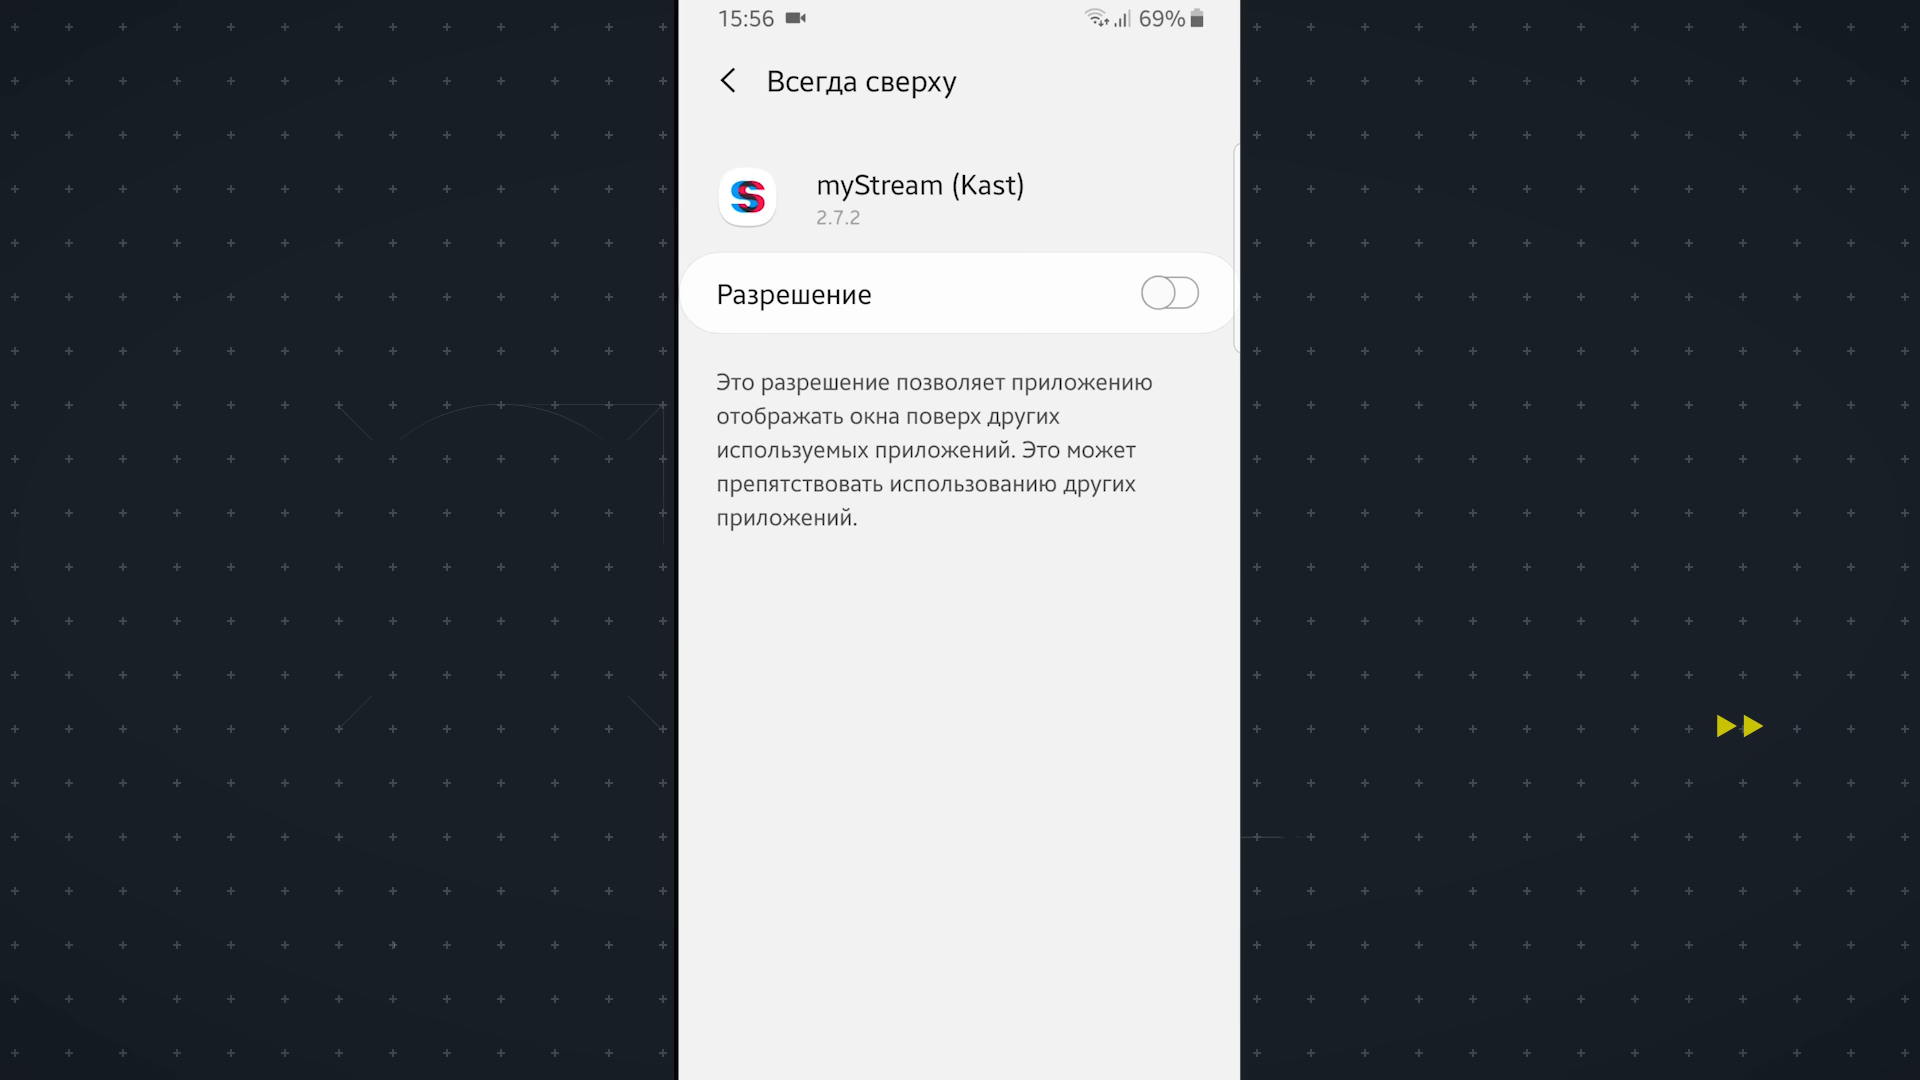 15:56
69%
Всегда сверху
myStream (Kast)
2.7.2
Разрешение
Это разрешение позволяет приложению
отображать окна поверх других
используемых приложений. Это может
препятствовать использованию других
приложений.